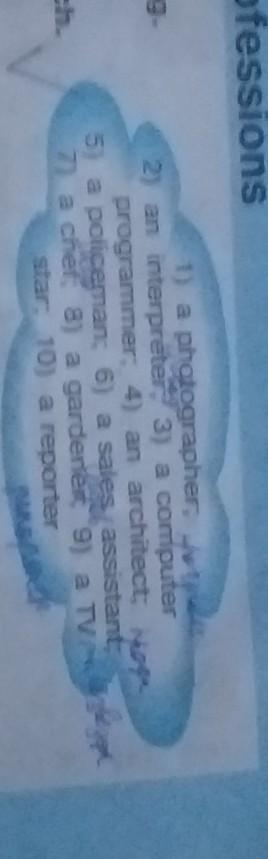 ofessions
g-
1) a photographer;
2) an interpreter; 3) a computer
programmer; 4) an architect;
5) a policeman; 6) a sales assistant;
ch-
7) a chef; 8) a gardener; 9) a TV
star; 10) a reporter